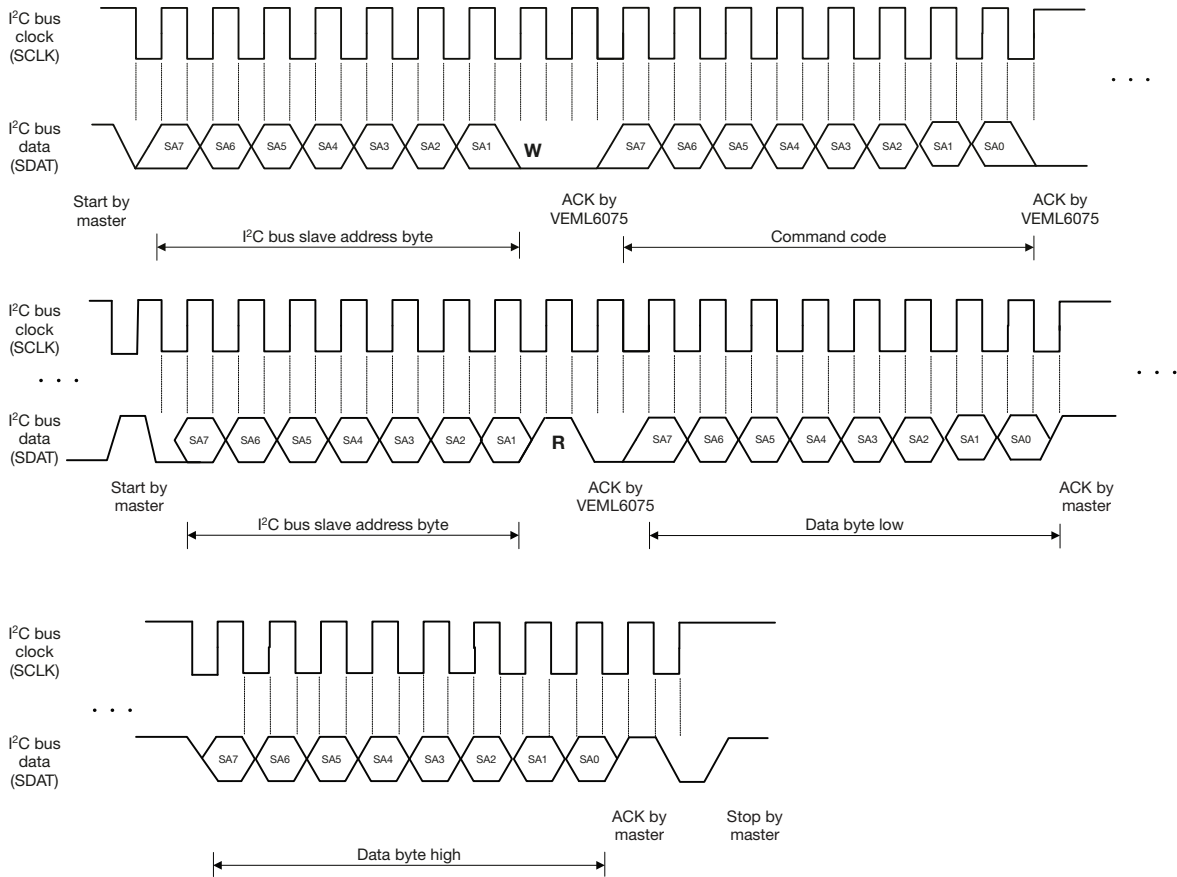 I²C bus
clock
(SCLK)
. . .
I²C bus
data
(SDAT)
SA7 SA6 SA5 SA4 SA3 SA2 SA1 W SA7 SA6 SA5 SA4 SA3 SA2 SA1 SA0
Start by
master
ACK by
VEML6075
ACK by
VEML6075
I²C bus slave address byte
Command code
I²C bus
clock
(SCLK)
. . .
. . .
I²C bus
data
(SDAT)
SA7 SA6 SA5 SA4 SA3 SA2 SA1 R SA7 SA6 SA5 SA4 SA3 SA2 SA1 SA0
Start by
master
ACK by
VEML6075
ACK by
master
I²C bus slave address byte
Data byte low
I²C bus
clock
(SCLK)
. . .
I²C bus
data
(SDAT)
SA7 SA6 SA5 SA4 SA3 SA2 SA1 SA0
ACK by
master
Stop by
master
Data byte high